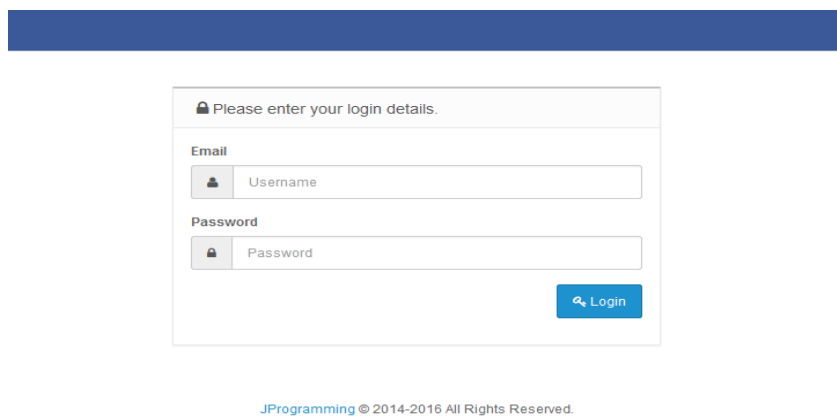 Please enter your login details.
Email
Username
Password
Password
Login
JProgramming © 2014-2016 All Rights Reserved.